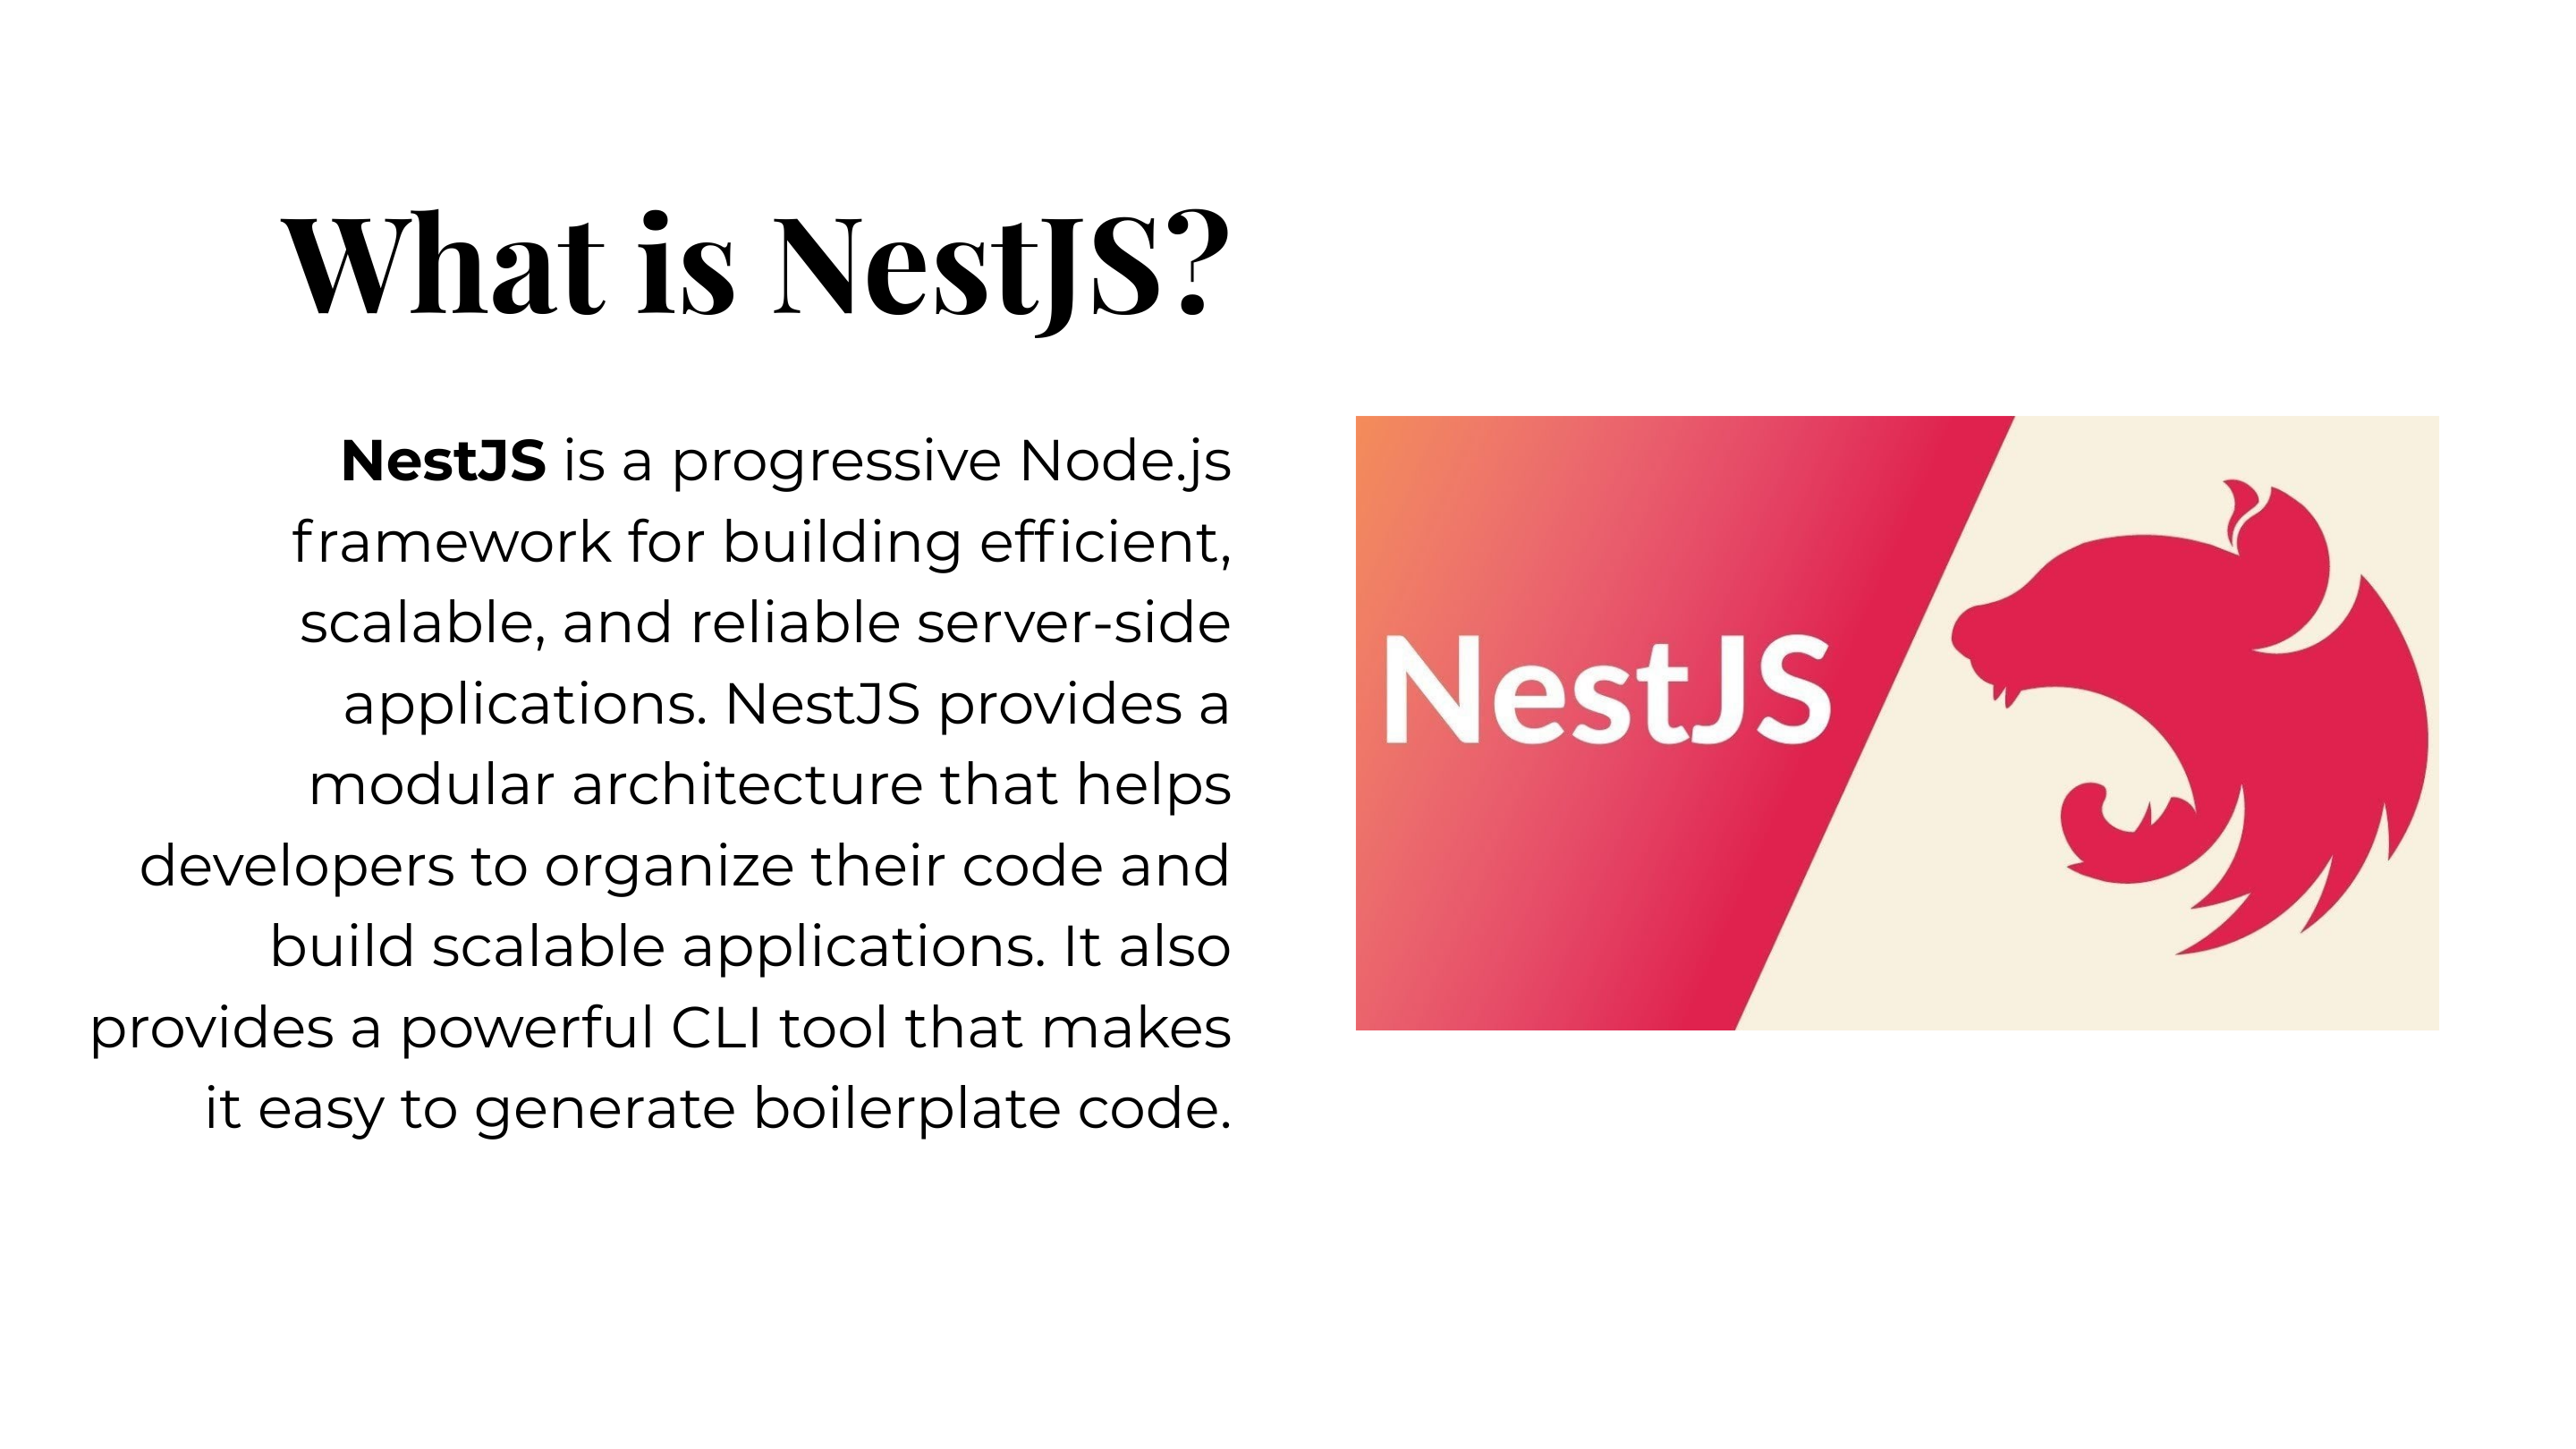 What is NestJS?
NestJS is a progressive Node.js
framework for building efficient,
scalable, and reliable server-side
applications. NestJS provides a
modular architecture that helps
developers to organize their code and
build scalable applications. It also
provides a powerful CLI tool that makes
it easy to generate boilerplate code.
NestJS